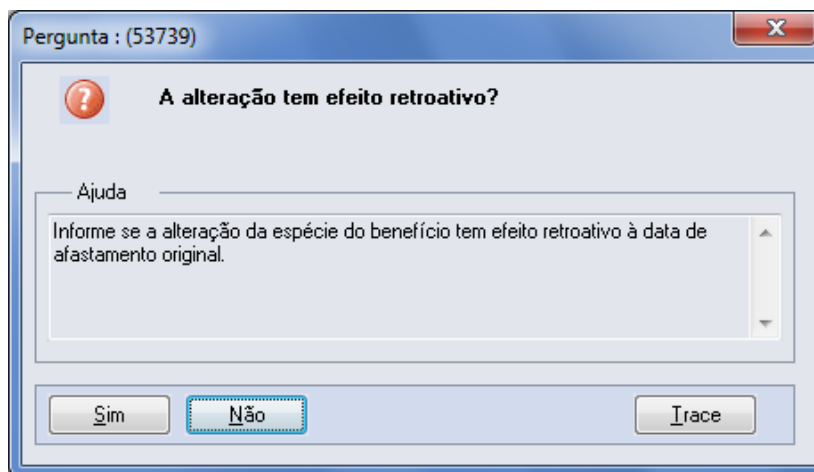 Pergunta : (53739)
A alteração tem efeito retroativo?
Ajuda
Informe se a alteração da espécie do benefício tem efeito retroativo à data de
afastamento original.
Sim Não Trace